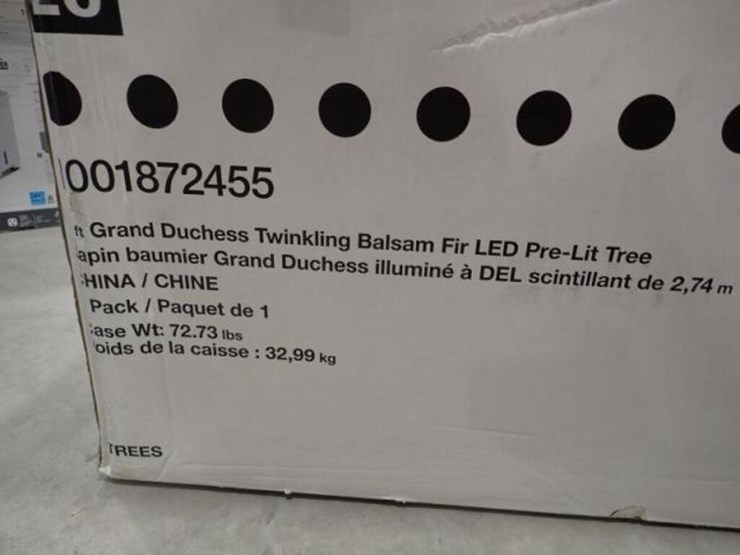 001872455
ft Grand Duchess Twinkling Balsam Fir LED Pre-Lit Tree
apin baumier Grand Duchess illuminé à DEL scintillant de 2,74 m
HINA / CHINE
Pack / Paquet de 1
ase Wt: 72.73 lbs
oids de la caisse : 32,99 kg
TREES